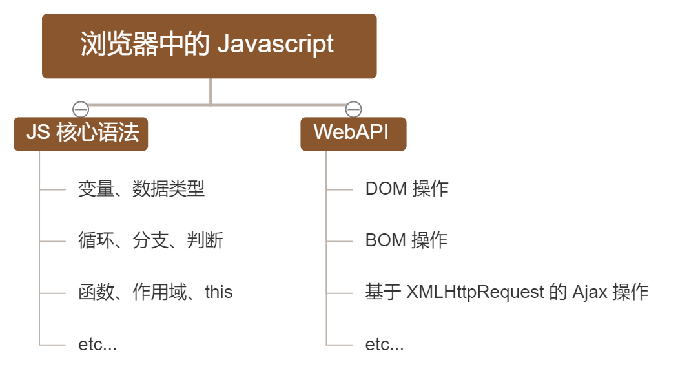 浏览器中的 Javascript
JS 核心语法
变量、数据类型
循环、分支、判断
函数、作用域、this
etc...
WebAPI
DOM 操作
BOM 操作
基于 XMLHttpRequest 的 Ajax 操作
etc...